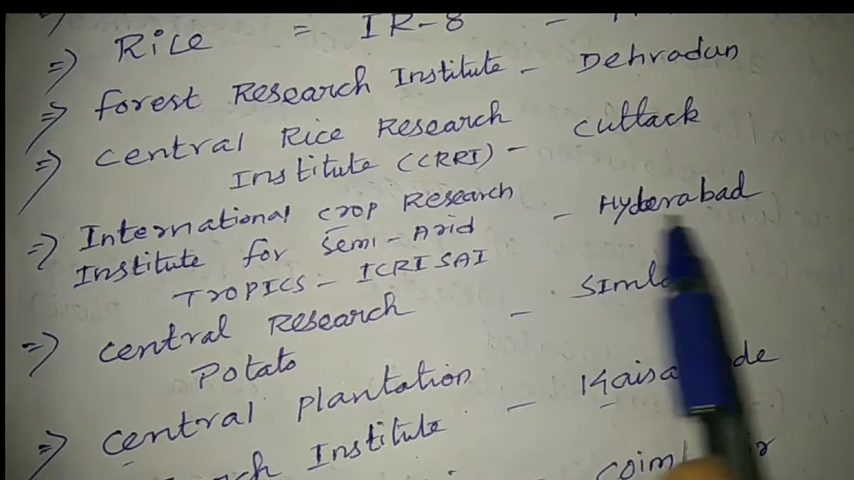 => Rice = IR-8 -
=> Forest Research Institute - Dehradun
=> Central Rice Research
Institute (CRRI) - Cuttack
=> International Crop Research
Institute for Semi-Arid - Hyderabad
TROPICS - ICRISAI
=> Central Research - Simla
Potato
=> Central Plantation
Institute -